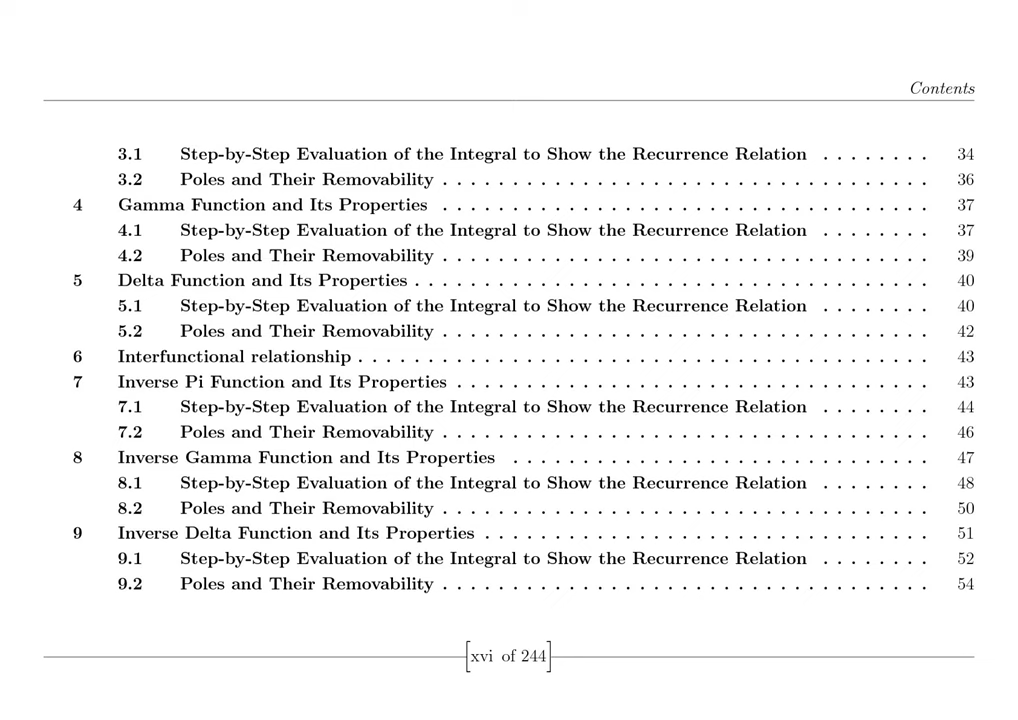 Contents
3.1 Step-by-Step Evaluation of the Integral to Show the Recurrence Relation . . . . . . . . 34
3.2 Poles and Their Removability . . . . . . . . . . . . . . . . . . . . . . . . . . . . . . . . . . . 36
4 Gamma Function and Its Properties . . . . . . . . . . . . . . . . . . . . . . . . . . . . . . . . . . . 37
4.1 Step-by-Step Evaluation of the Integral to Show the Recurrence Relation . . . . . . . . 37
4.2 Poles and Their Removability . . . . . . . . . . . . . . . . . . . . . . . . . . . . . . . . . . . 39
5 Delta Function and Its Properties . . . . . . . . . . . . . . . . . . . . . . . . . . . . . . . . . . . . . 40
5.1 Step-by-Step Evaluation of the Integral to Show the Recurrence Relation . . . . . . . . 40
5.2 Poles and Their Removability . . . . . . . . . . . . . . . . . . . . . . . . . . . . . . . . . . . 42
6 Interfunctional relationship . . . . . . . . . . . . . . . . . . . . . . . . . . . . . . . . . . . . . . . . . 43
7 Inverse Pi Function and Its Properties . . . . . . . . . . . . . . . . . . . . . . . . . . . . . . . . . . 43
7.1 Step-by-Step Evaluation of the Integral to Show the Recurrence Relation . . . . . . . . 44
7.2 Poles and Their Removability . . . . . . . . . . . . . . . . . . . . . . . . . . . . . . . . . . . 46
8 Inverse Gamma Function and Its Properties . . . . . . . . . . . . . . . . . . . . . . . . . . . . . . 47
8.1 Step-by-Step Evaluation of the Integral to Show the Recurrence Relation . . . . . . . . 48
8.2 Poles and Their Removability . . . . . . . . . . . . . . . . . . . . . . . . . . . . . . . . . . . 50
9 Inverse Delta Function and Its Properties . . . . . . . . . . . . . . . . . . . . . . . . . . . . . . . . 51
9.1 Step-by-Step Evaluation of the Integral to Show the Recurrence Relation . . . . . . . . 52
9.2 Poles and Their Removability . . . . . . . . . . . . . . . . . . . . . . . . . . . . . . . . . . . 54
[xvi of 244]